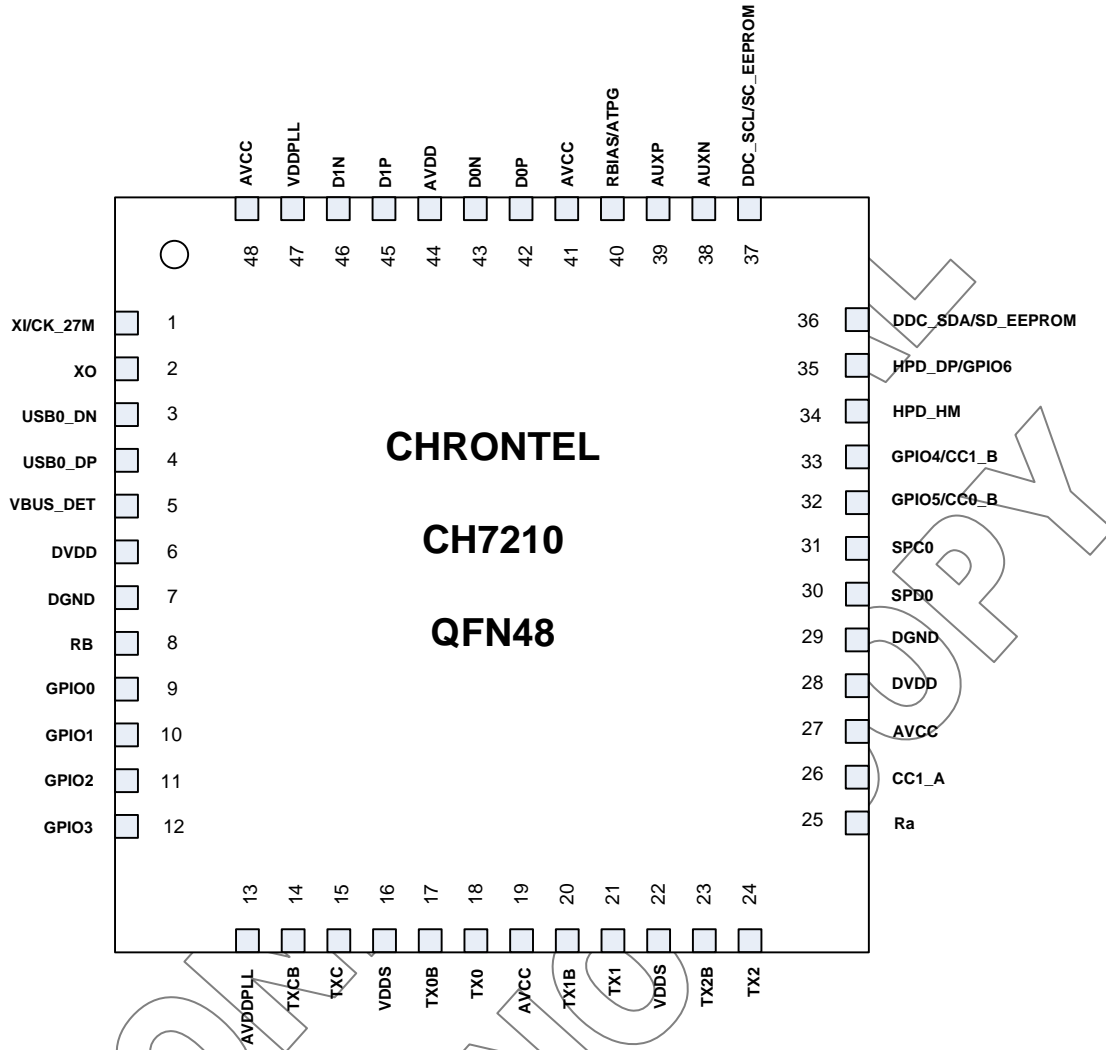 AVCC
VDDPLL
D1N
D1P
AVDD
D0N
D0P
AVCC
RBIAS/ATPG
AUXP
AUXN
DDC_SCL/SC_EEPROM
48
47
46
45
44
43
42
41
40
39
38
37
XI/CK_27M 1
XO 2
USB0_DN 3
USB0_DP 4
VBUS_DET 5
DVDD 6
DGND 7
RB 8
GPIO0 9
GPIO1 10
GPIO2 11
GPIO3 12
CHRONTEL
CH7210
QFN48
36 DDC_SDA/SD_EEPROM
35 HPD_DP/GPIO6
34 HPD_HM
33 GPIO4/CC1_B
32 GPIO5/CC0_B
31 SPC0
30 SPD0
29 DGND
28 DVDD
27 AVCC
26 CC1_A
25 Ra
13
14
15
16
17
18
19
20
21
22
23
24
AVDDPLL
TXCB
TXC
VDDS
TX0B
TX0
AVCC
TX1B
TX1
VDDS
TX2B
TX2
COPY